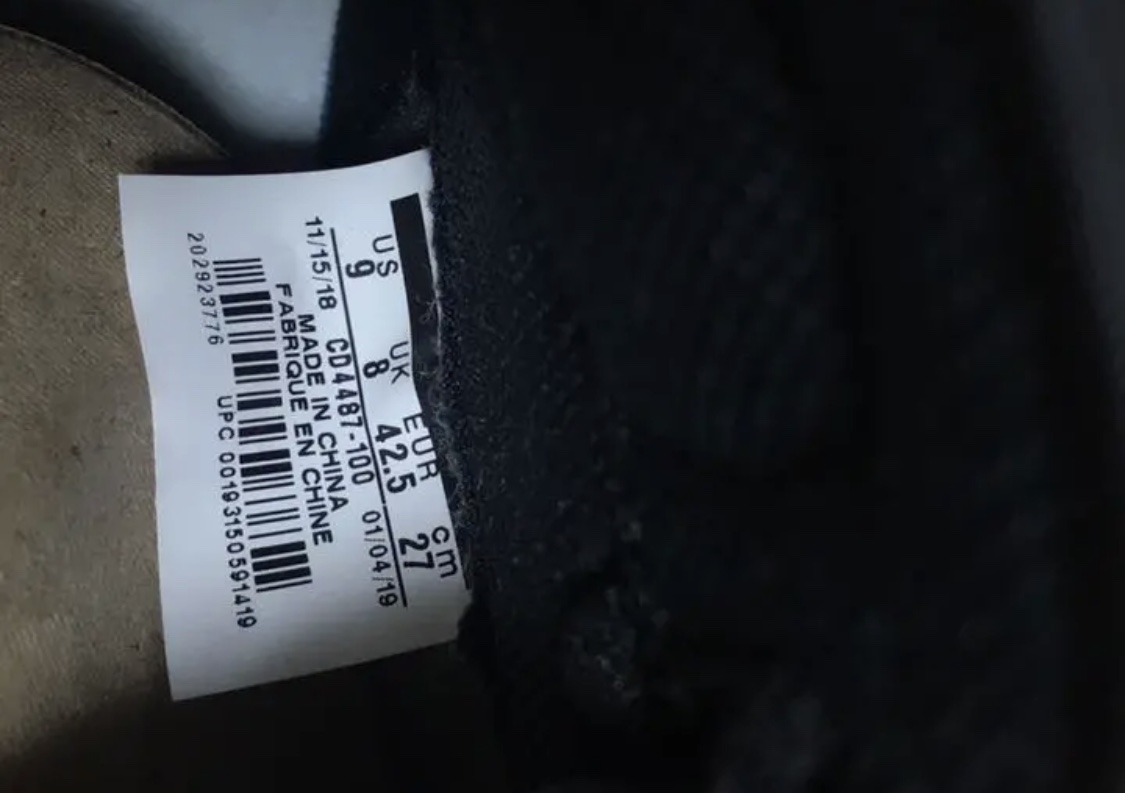 US UK EUR cm
9 8 42.5 27
11/15/18 CD4487-100 01/04/19
MADE IN CHINA
FABRIQUE EN CHINE
UPC 00193150591419
202923776